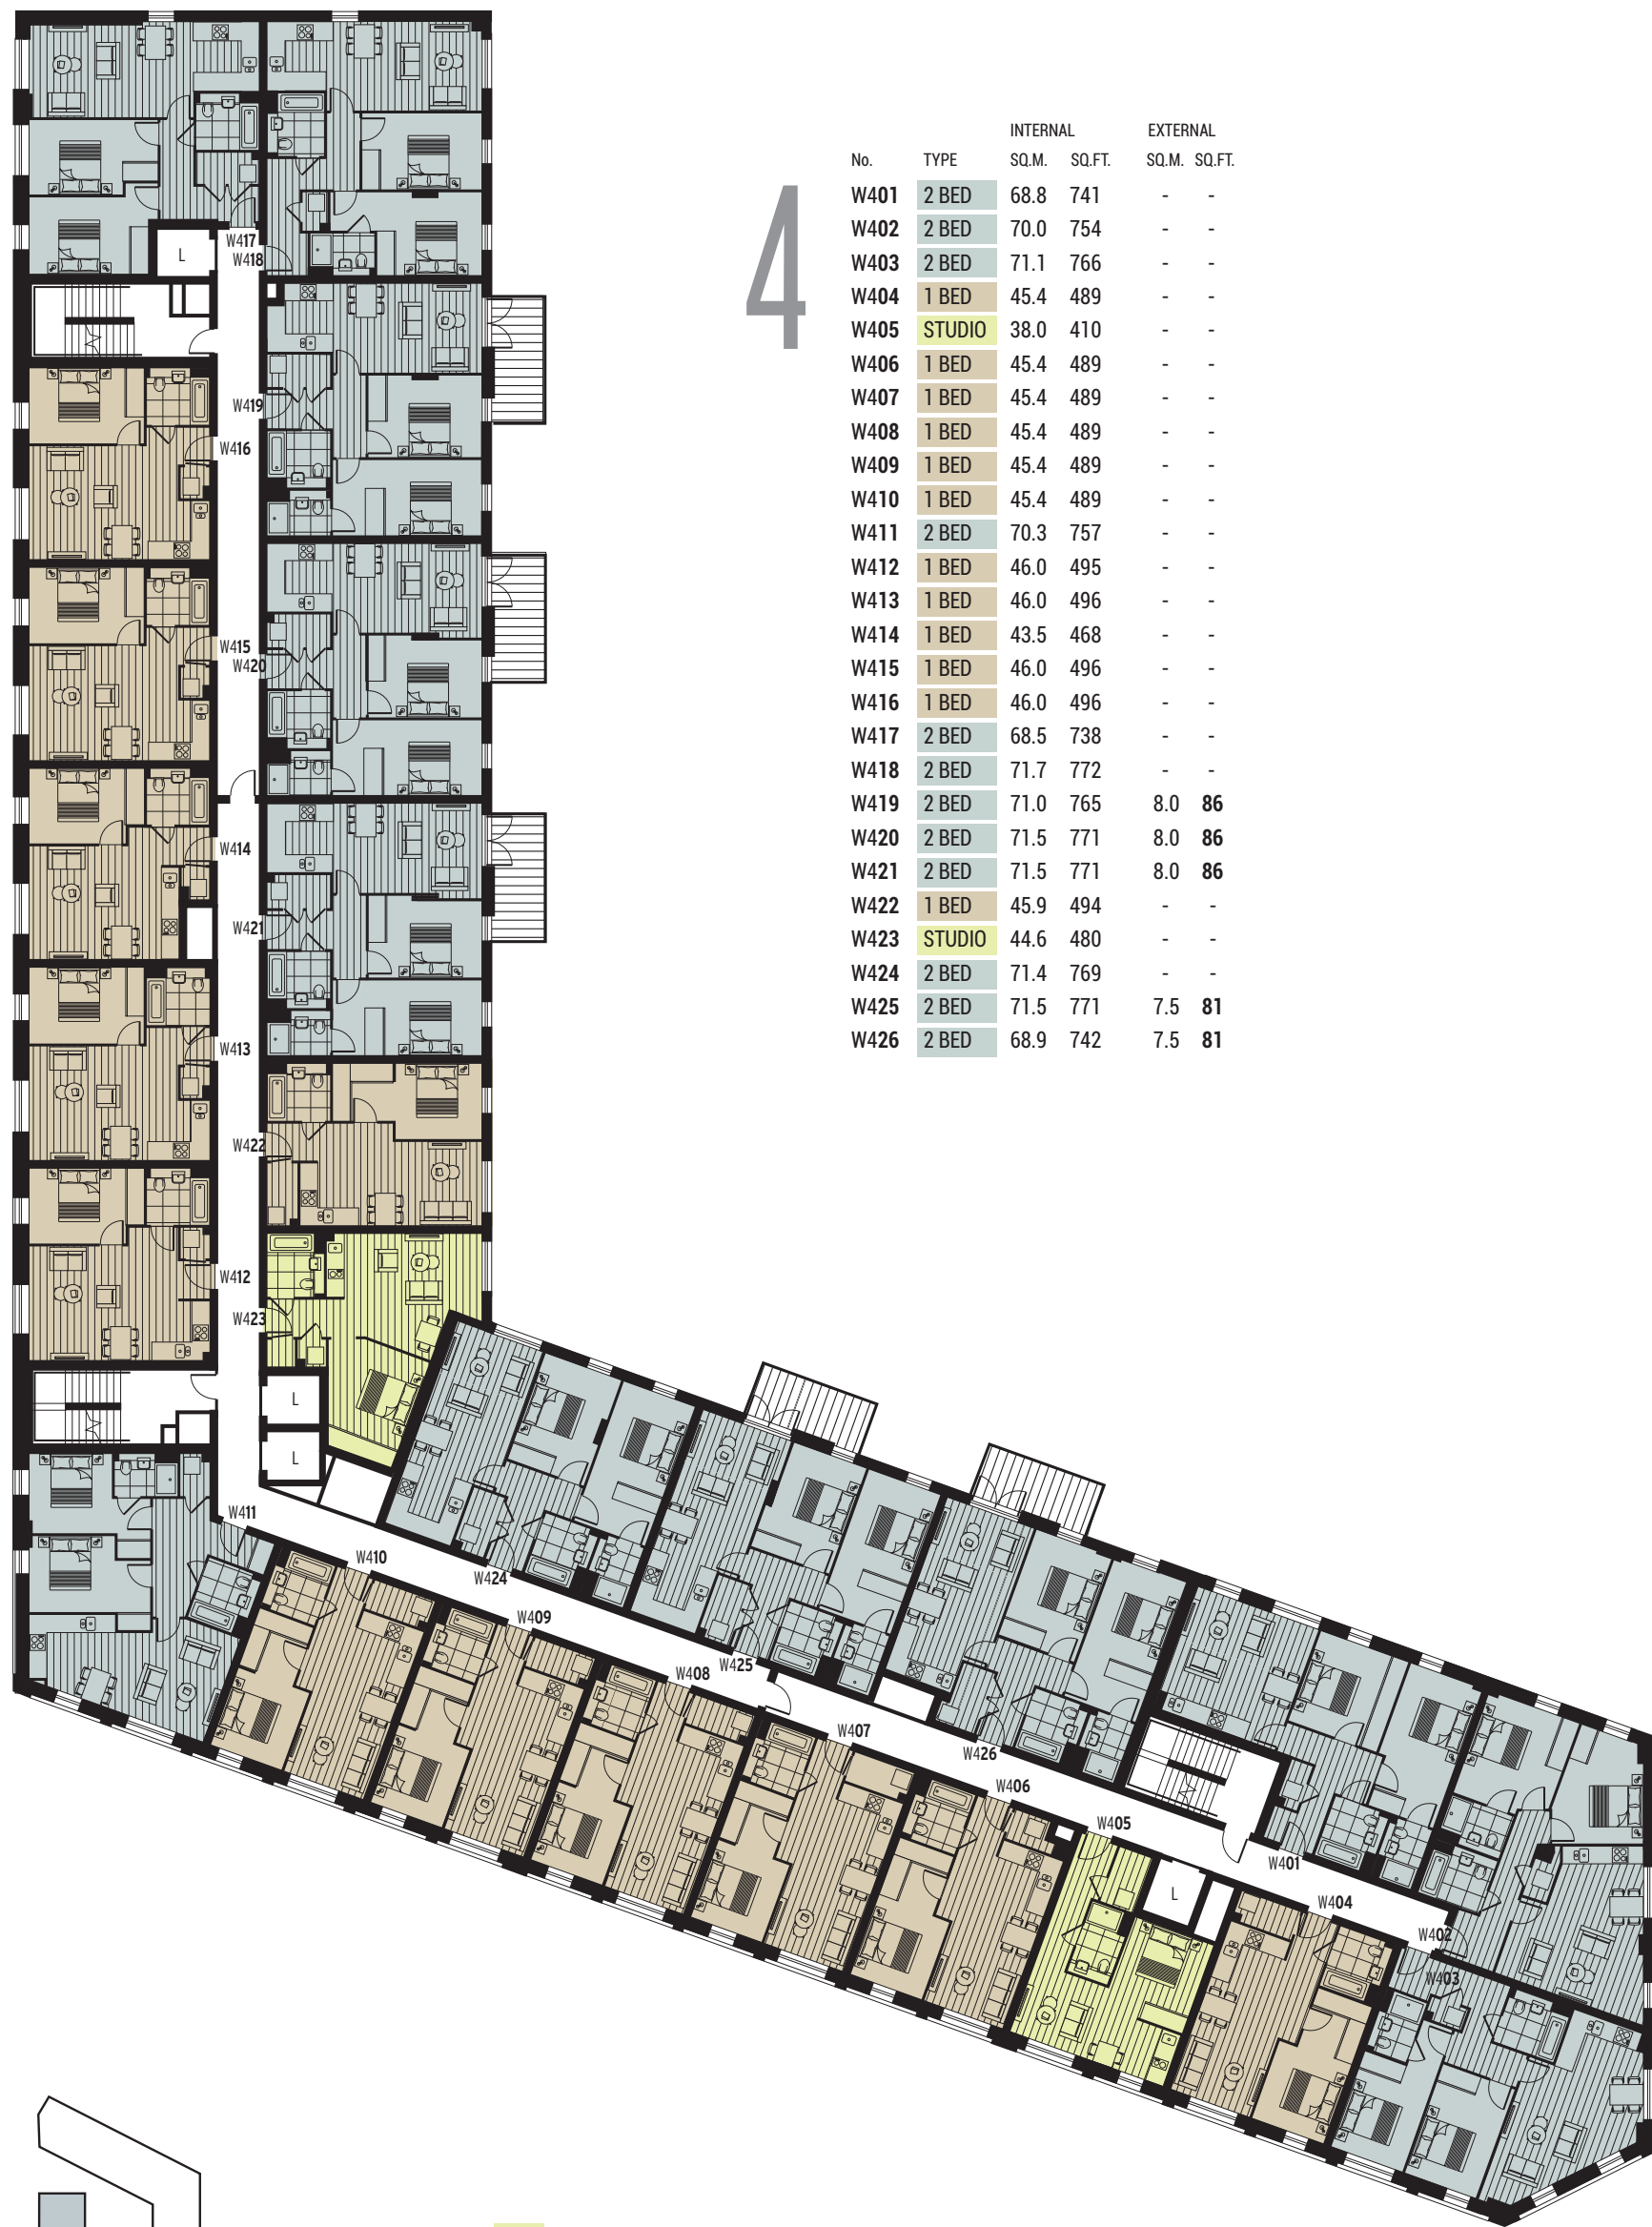 4
INTERNAL EXTERNAL
No. TYPE SQ.M. SQ.FT. SQ.M. SQ.FT.
W401 2 BED 68.8 741 - -
W402 2 BED 70.0 754 - -
W403 2 BED 71.1 766 - -
W404 1 BED 45.4 489 - -
W405 STUDIO 38.0 410 - -
W406 1 BED 45.4 489 - -
W407 1 BED 45.4 489 - -
W408 1 BED 45.4 489 - -
W409 1 BED 45.4 489 - -
W410 1 BED 45.4 489 - -
W411 2 BED 70.3 757 - -
W412 1 BED 46.0 495 - -
W413 1 BED 46.0 496 - -
W414 1 BED 43.5 468 - -
W415 1 BED 46.0 496 - -
W416 1 BED 46.0 496 - -
W417 2 BED 68.5 738 - -
W418 2 BED 71.7 772 - -
W419 2 BED 71.0 765 8.0 86
W420 2 BED 71.5 771 8.0 86
W421 2 BED 71.5 771 8.0 86
W422 1 BED 45.9 494 - -
W423 STUDIO 44.6 480 - -
W424 2 BED 71.4 769 - -
W425 2 BED 71.5 771 7.5 81
W426 2 BED 68.9 742 7.5 81
W417
L
W418
W419
W416
W415
W420
W414
W421
W413
W422
W412
W423
L
L
W411
W410
W424
W409
W408
W425
W407
W426
W406
W405
W401
L
W404
W402
W403